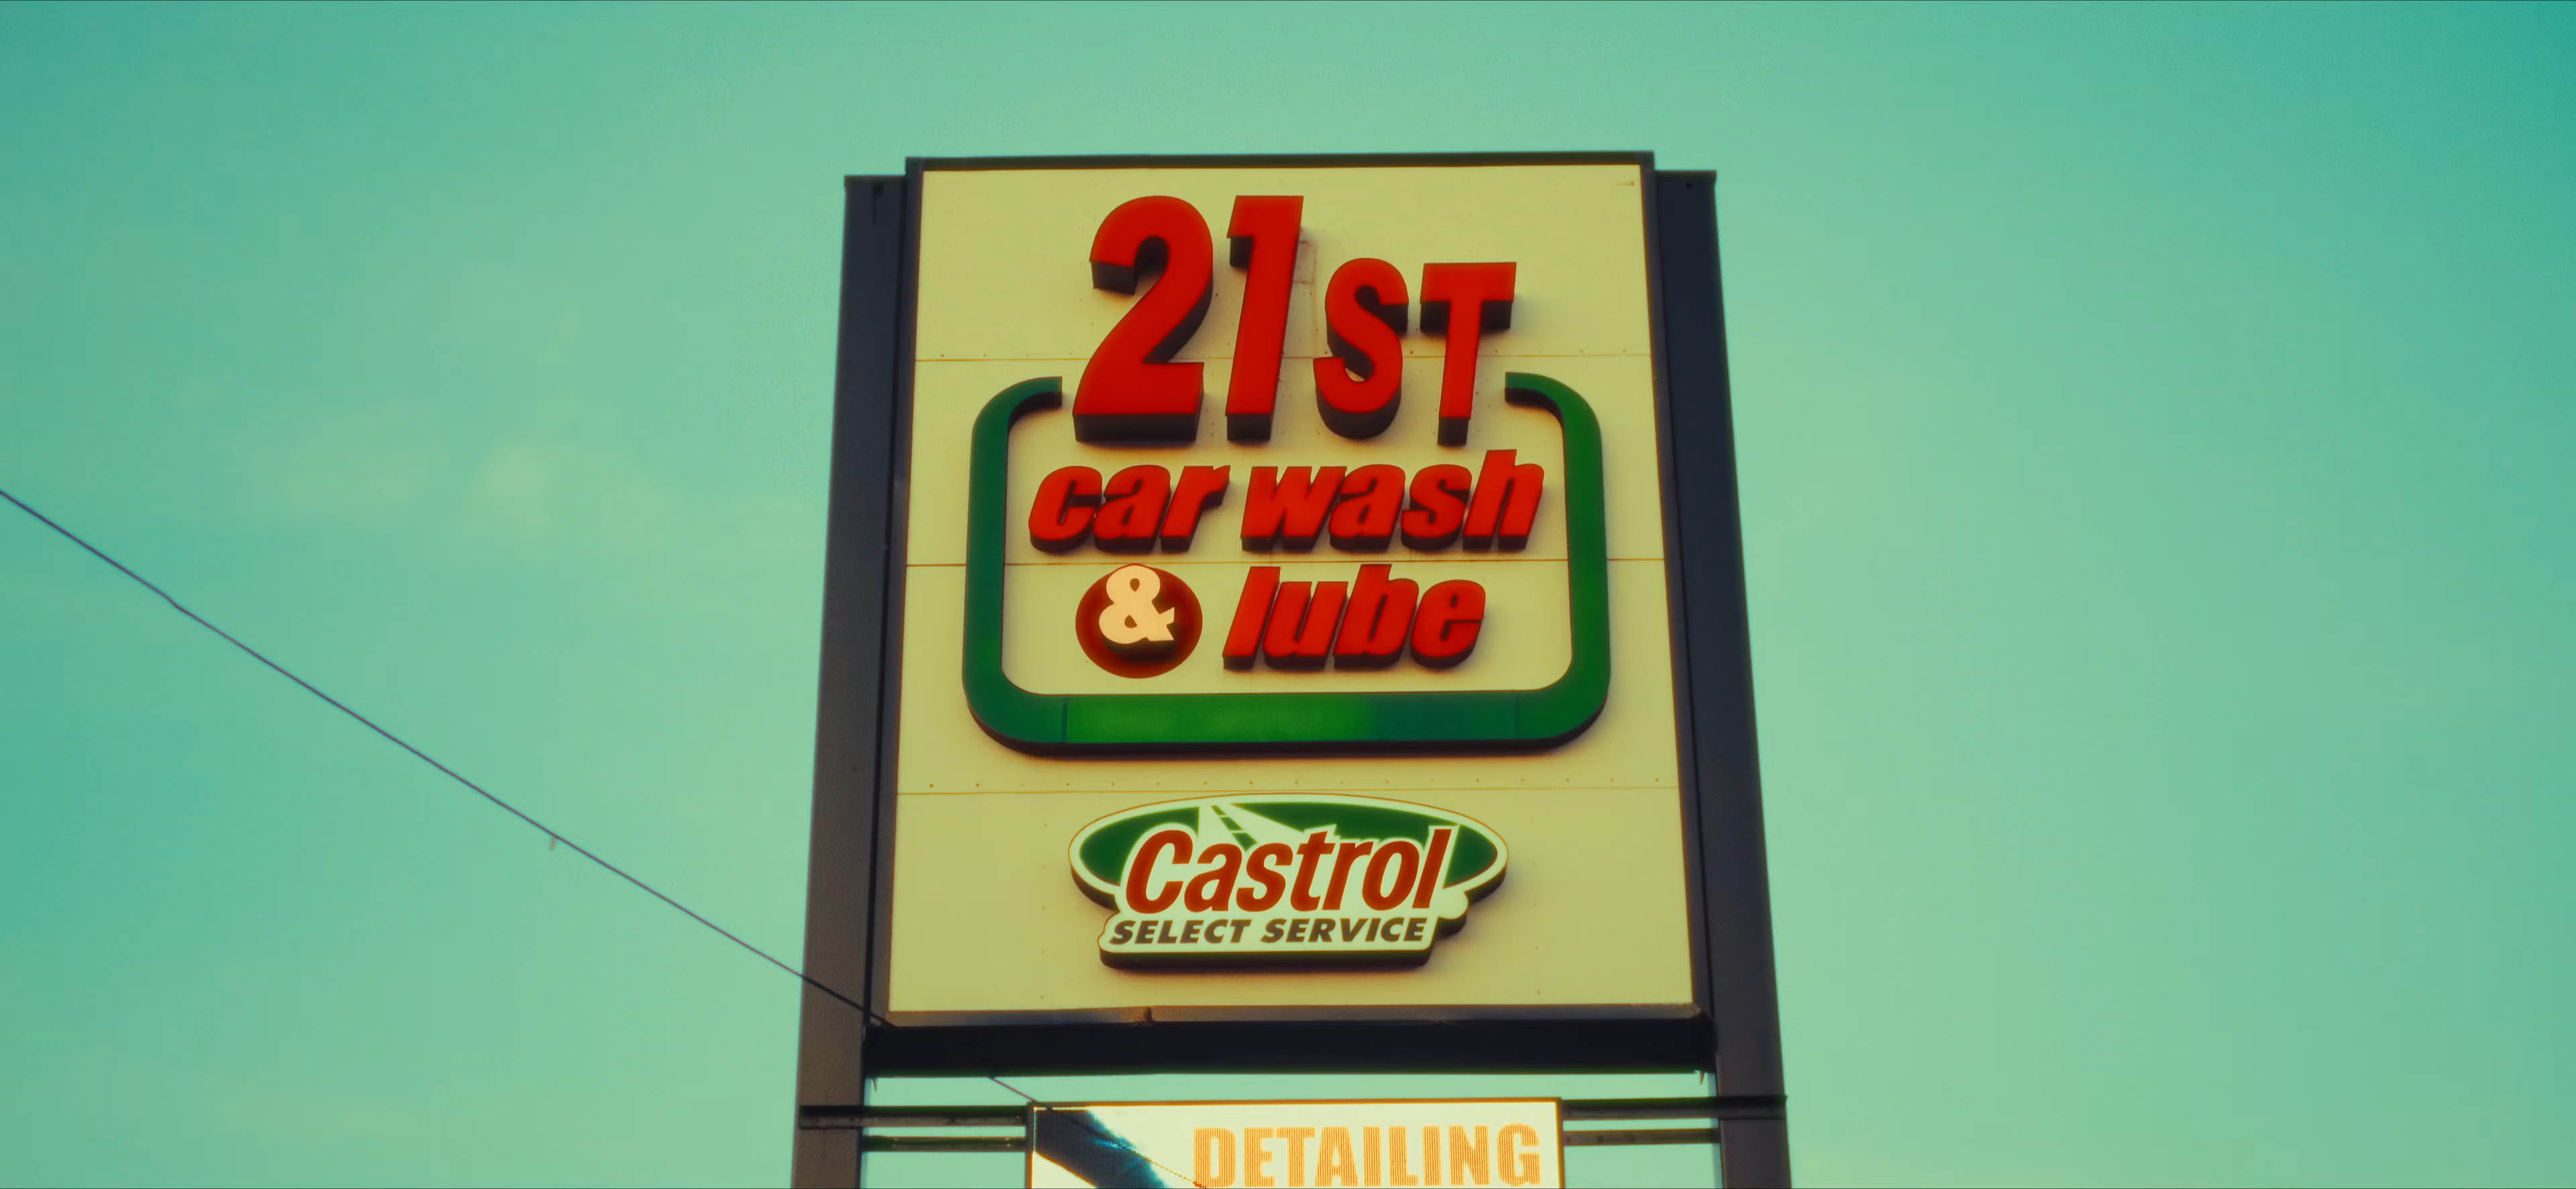 21ST
car wash
& lube
Castrol
SELECT SERVICE
DETAILING